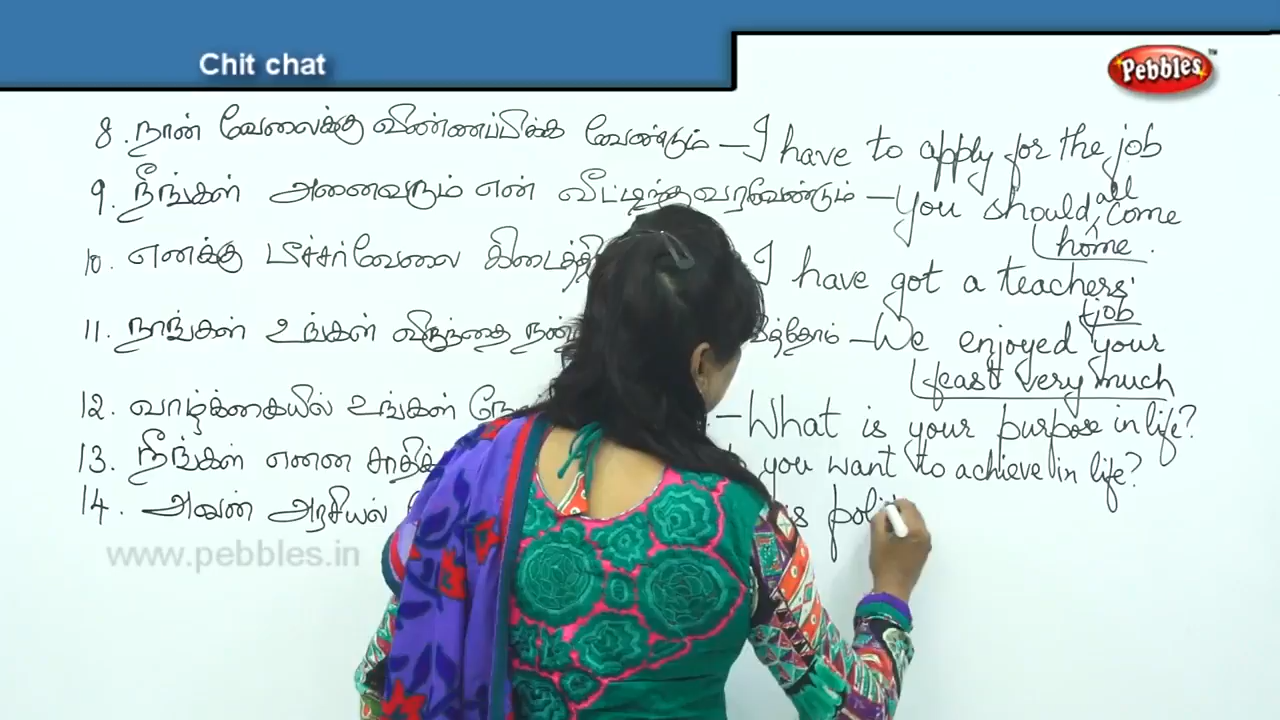 Chit chat
Pebbles
8. நான் வேலைக்கு விண்ணப்பிக்க வேண்டும் – I have to apply for the job
9. நீங்கள் அனைவரும் என் வீட்டிற்கு வரவேண்டும் – You should all come home.
10. எனக்கு டீச்சர் வேலை I have got a teachers' job
11. நாங்கள் உங்கள் விருந்தை – We enjoyed your feast very much
12. வாழ்க்கையில் உங்கள் – What is your purpose in life?
13. நீங்கள் என்ன you want to achieve in life?
14. அவன் அரசியல் is
www.pebbles.in